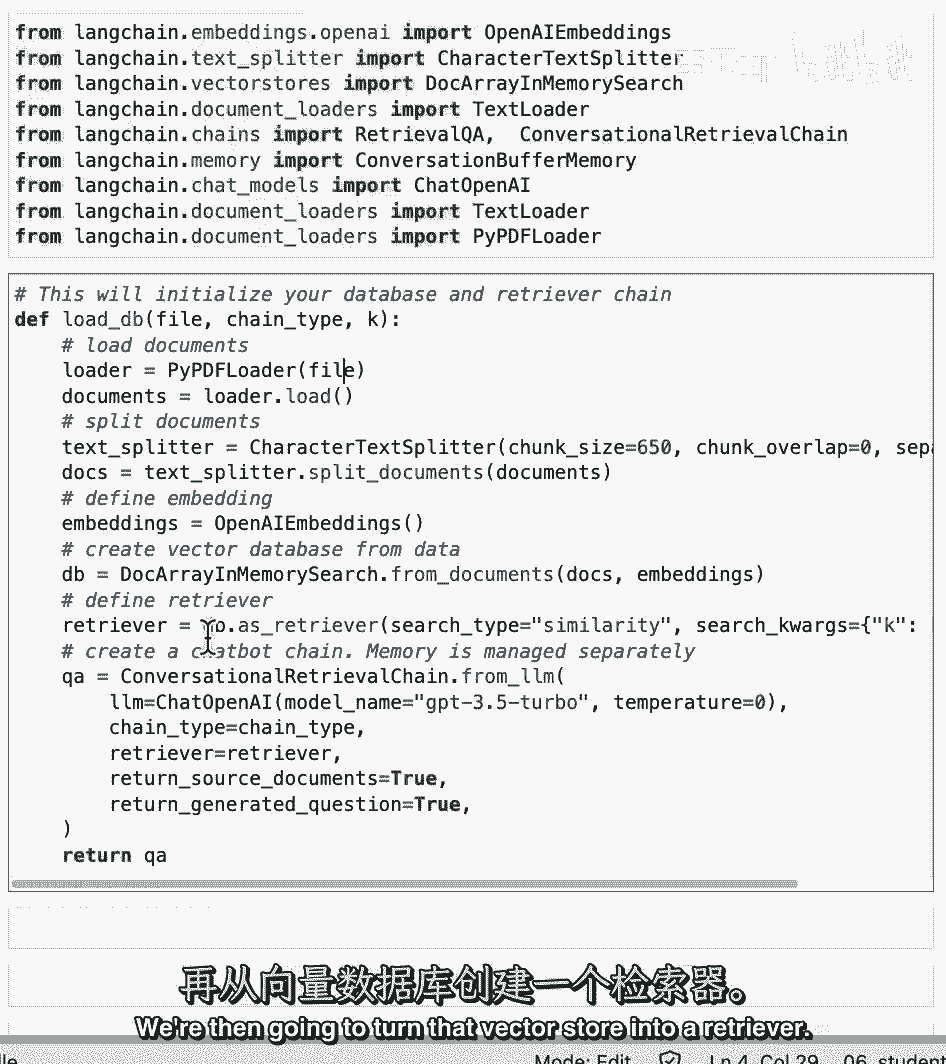 from langchain.embeddings.openai import OpenAIEmbeddings
from langchain.text_splitter import CharacterTextSplitter
from langchain.vectorstores import DocArrayInMemorySearch
from langchain.document_loaders import TextLoader
from langchain.chains import RetrievalQA,  ConversationalRetrievalChain
from langchain.memory import ConversationBufferMemory
from langchain.chat_models import ChatOpenAI
from langchain.document_loaders import TextLoader
from langchain.document_loaders import PyPDFLoader
# This will initialize your database and retriever chain
def load_db(file, chain_type, k):
    # load documents
    loader = PyPDFLoader(file)
    documents = loader.load()
    # split documents
    text_splitter = CharacterTextSplitter(chunk_size=650, chunk_overlap=0, sepa
    docs = text_splitter.split_documents(documents)
    # define embedding
    embeddings = OpenAIEmbeddings()
    # create vector database from data
    db = DocArrayInMemorySearch.from_documents(docs, embeddings)
    # define retriever
    retriever = .as_retriever(search_type="similarity", search_kwargs={"k":
    # create a chatbot chain. Memory is managed separately
    qa = ConversationalRetrievalChain.from_llm(
        llm=ChatOpenAI(model_name="gpt-3.5-turbo", temperature=0),
        chain_type=chain_type,
        retriever=retriever,
        return_source_documents=True,
        return_generated_question=True,
    )
    return qa
再从向量数据库创建一个检索器。
We're then going to turn that vector store into a retriever.
Mode: Edit Ln 4, Col 29 06_student